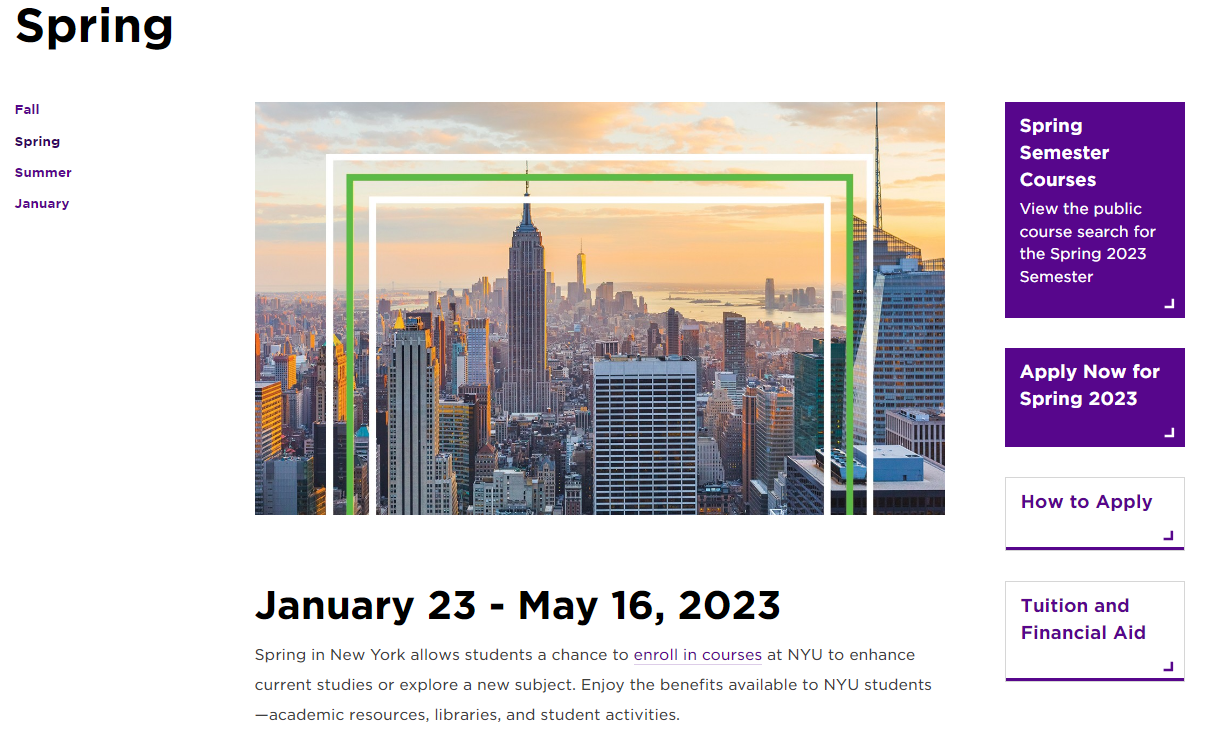 Spring
Fall
Spring
Summer
January
Spring
Semester
Courses
View the public
course search for
the Spring 2023
Semester
Apply Now for
Spring 2023
How to Apply
Tuition and
Financial Aid
January 23 - May 16, 2023
Spring in New York allows students a chance to enroll in courses at NYU to enhance
current studies or explore a new subject. Enjoy the benefits available to NYU students
—academic resources, libraries, and student activities.